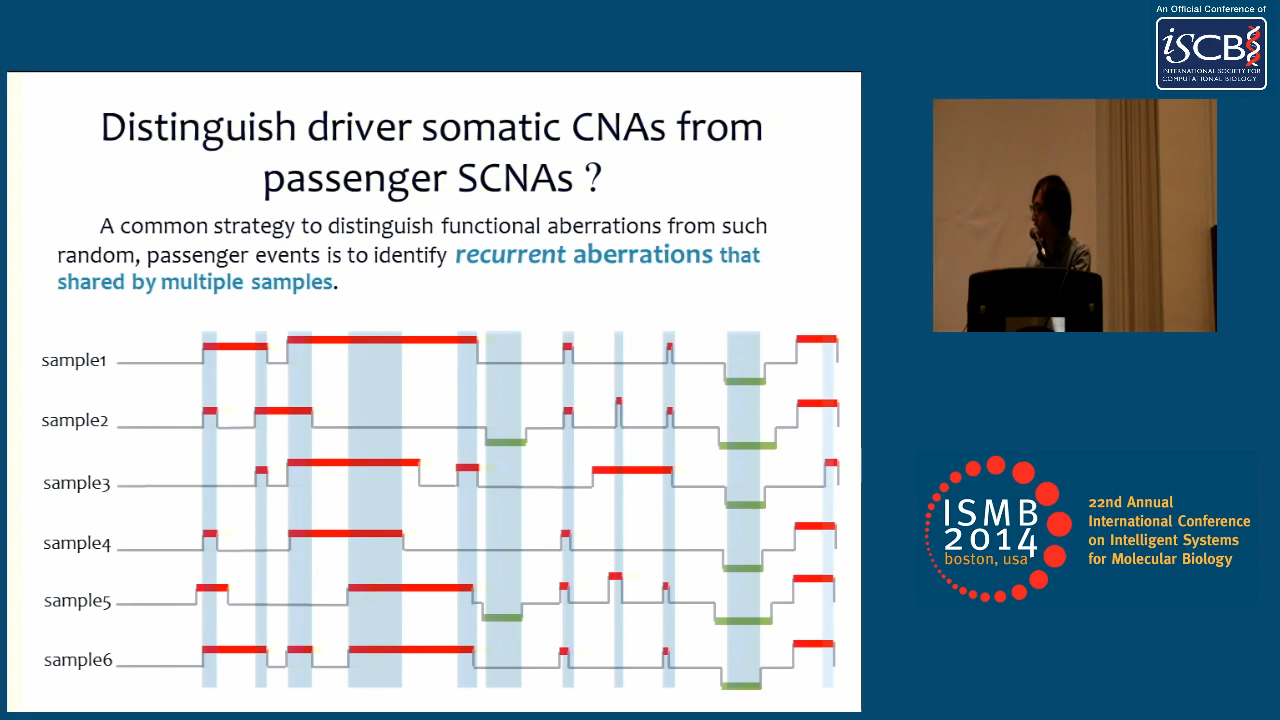 An Official Conference of
iSCB
INTERNATIONAL SOCIETY FOR
COMPUTATIONAL BIOLOGY
Distinguish driver somatic CNAs from
passenger SCNAs ?
A common strategy to distinguish functional aberrations from such
random, passenger events is to identify recurrent aberrations that
shared by multiple samples.
sample1
sample2
sample3
sample4
sample5
sample6
ISMB
2014
boston, usa
22nd Annual
International Conference
on Intelligent Systems
for Molecular Biology